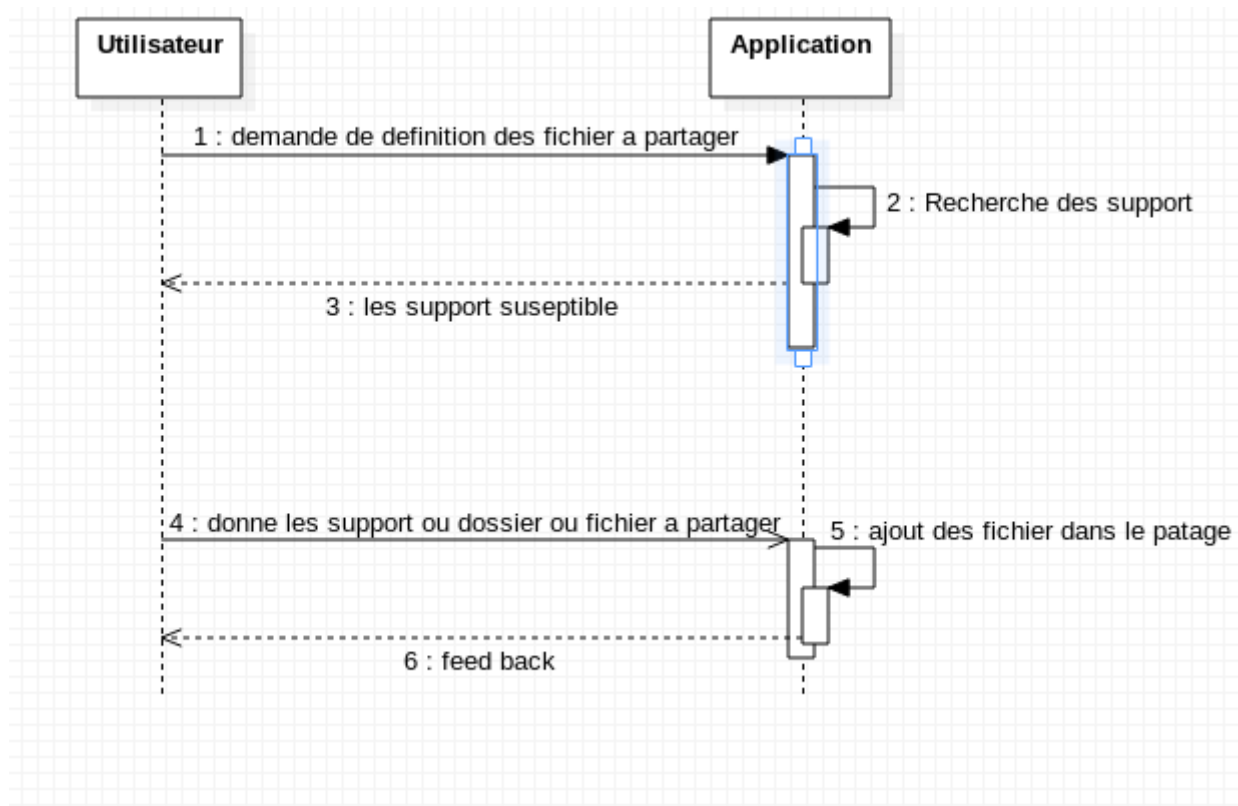 Utilisateur
Application
1 : demande de definition des fichier a partager
2 : Recherche des support
3 : les support suseptible
4 : donne les support ou dossier ou fichier a partager
5 : ajout des fichier dans le patage
6 : feed back